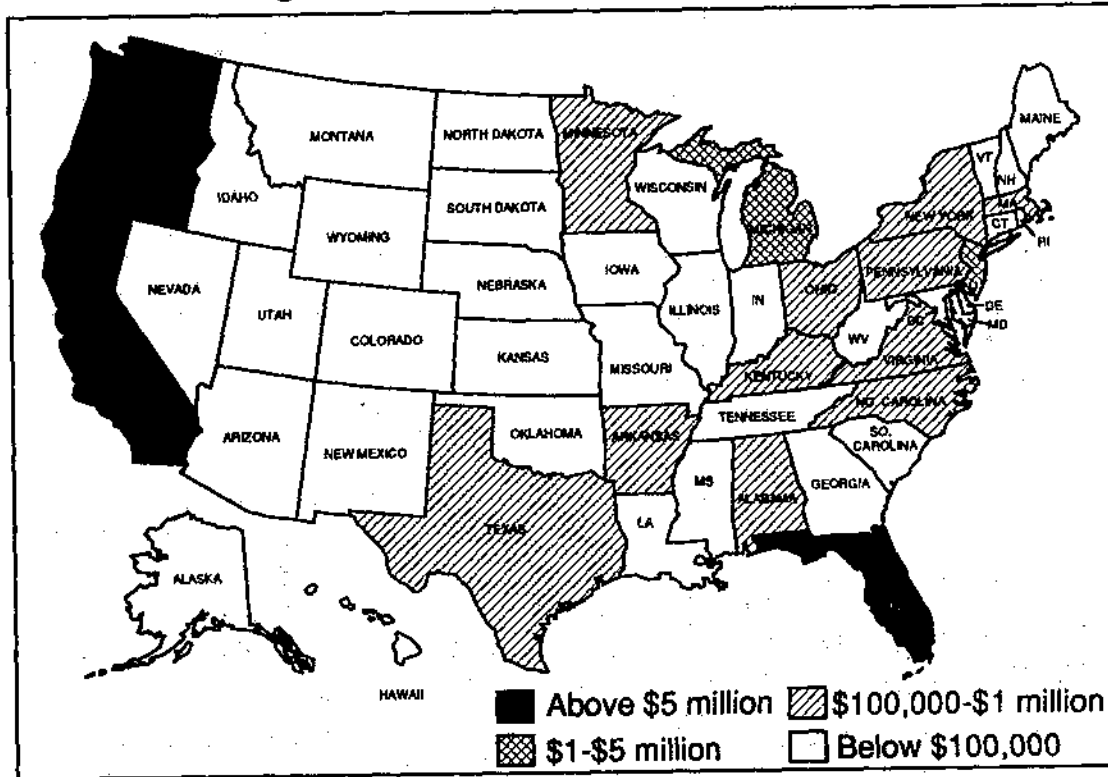 MAINE
MONTANA
NORTH DAKOTA
MINNESOTA
VT
NH
IDAHO
SOUTH DAKOTA
WISCONSIN
MICHIGAN
NEW YORK
MA
CT
RI
WYOMING
NEVADA
UTAH
COLORADO
NEBRASKA
IOWA
ILLINOIS
IN
OHIO
PENNSYLVANIA
DE
MD
DC
WV
VIRGINIA
KANSAS
MISSOURI
KENTUCKY
NO. CAROLINA
TENNESSEE
ARIZONA
NEW MEXICO
OKLAHOMA
ARKANSAS
SO.
CAROLINA
MS
ALABAMA
GEORGIA
TEXAS
LA
ALASKA
HAWAII
Above $5 million
$100,000-$1 million
$1-$5 million
Below $100,000